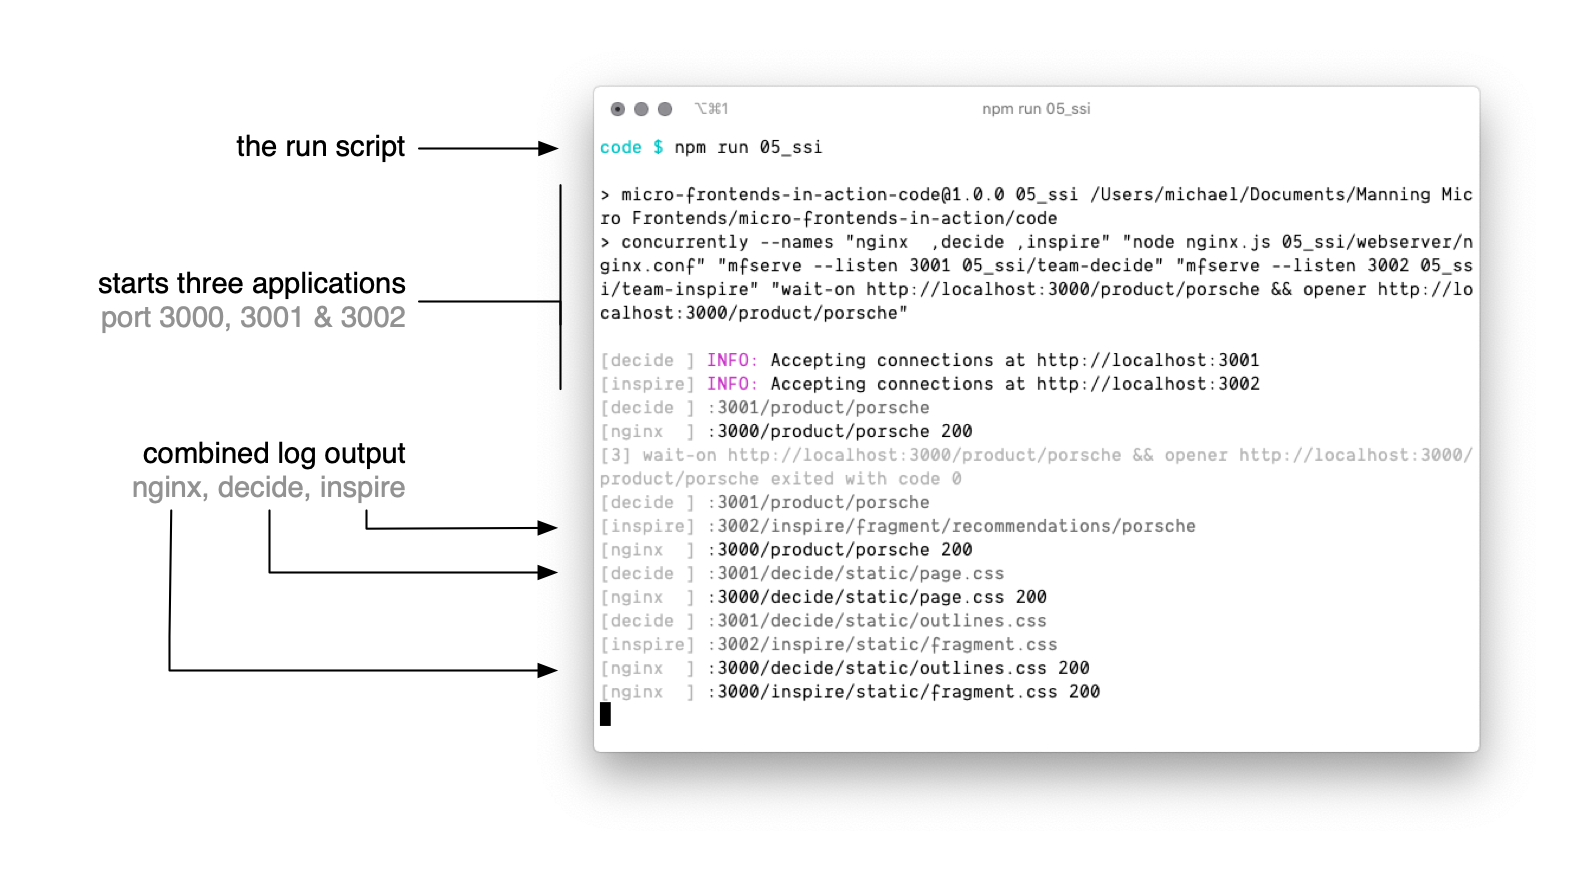 the run script
starts three applications
port 3000, 3001 & 3002
combined log output
nginx, decide, inspire
⌥⌘1
npm run 05_ssi
code $ npm run 05_ssi
> micro-frontends-in-action-code@1.0.0 05_ssi /Users/michael/Documents/Manning Mic
ro Frontends/micro-frontends-in-action/code
> concurrently --names "nginx  ,decide ,inspire" "node nginx.js 05_ssi/webserver/n
ginx.conf" "mfserve --listen 3001 05_ssi/team-decide" "mfserve --listen 3002 05_ss
i/team-inspire" "wait-on http://localhost:3000/product/porsche && opener http://lo
calhost:3000/product/porsche"
[decide ] INFO: Accepting connections at http://localhost:3001
[inspire] INFO: Accepting connections at http://localhost:3002
[decide ] :3001/product/porsche
[nginx  ] :3000/product/porsche 200
[3] wait-on http://localhost:3000/product/porsche && opener http://localhost:3000/
product/porsche exited with code 0
[decide ] :3001/product/porsche
[inspire] :3002/inspire/fragment/recommendations/porsche
[nginx  ] :3000/product/porsche 200
[decide ] :3001/decide/static/page.css
[nginx  ] :3000/decide/static/page.css 200
[decide ] :3001/decide/static/outlines.css
[inspire] :3002/inspire/static/fragment.css
[nginx  ] :3000/decide/static/outlines.css 200
[nginx  ] :3000/inspire/static/fragment.css 200